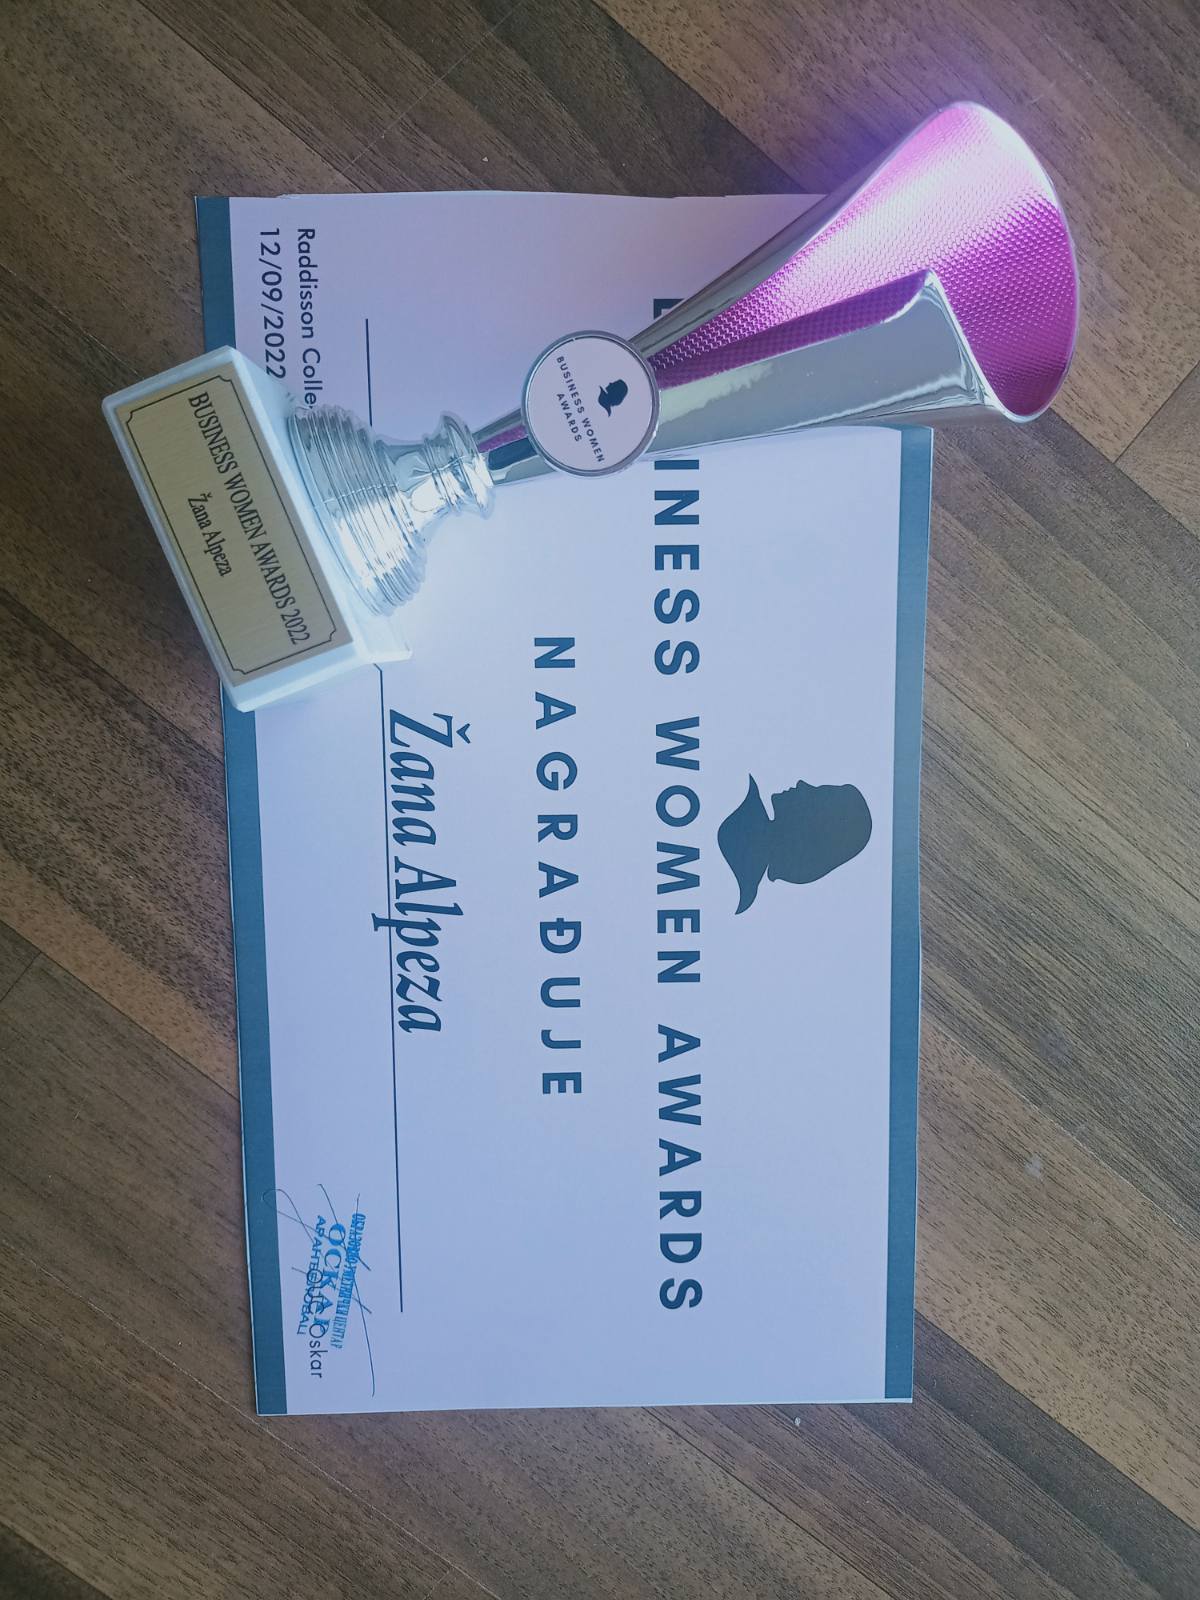 BUSINESS WOMEN AWARDS 2022
Žana Alpeza
BUSINESS WOMEN
AWARDS
INESS WOMEN AWARDS
NAGRAĐUJE
Žana Alpeza
Raddisson Colle
12/09/2022
ОСКАР
Oskar